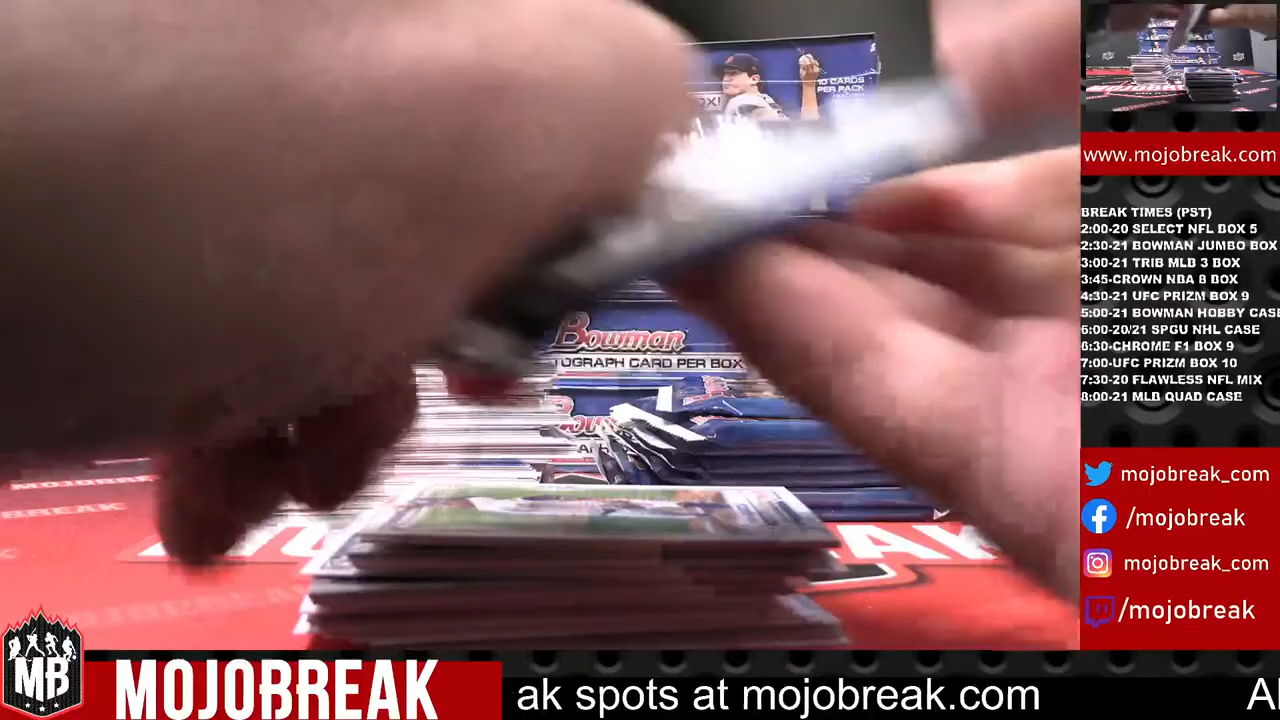 10 CARDS
PER PACK
www.mojobreak.com
BREAK TIMES (PST)
2:00-20 SELECT NFL BOX 5
2:30-21 BOWMAN JUMBO BOX
3:00-21 TRIB MLB 3 BOX
3:45-CROWN NBA 8 BOX
4:30-21 UFC PRIZM BOX 9
5:00-21 BOWMAN HOBBY CASE
6:00-20/21 SPGU NHL CASE
6:30-CHROME F1 BOX 9
7:00-UFC PRIZM BOX 10
7:30-20 FLAWLESS NFL MIX
8:00-21 MLB QUAD CASE
Bowman
TOGRAPH CARD PER BOX
mojobreak_com
/mojobreak
mojobreak_com
/mojobreak
MB
MOJOBREAK
ak spots at mojobreak.com